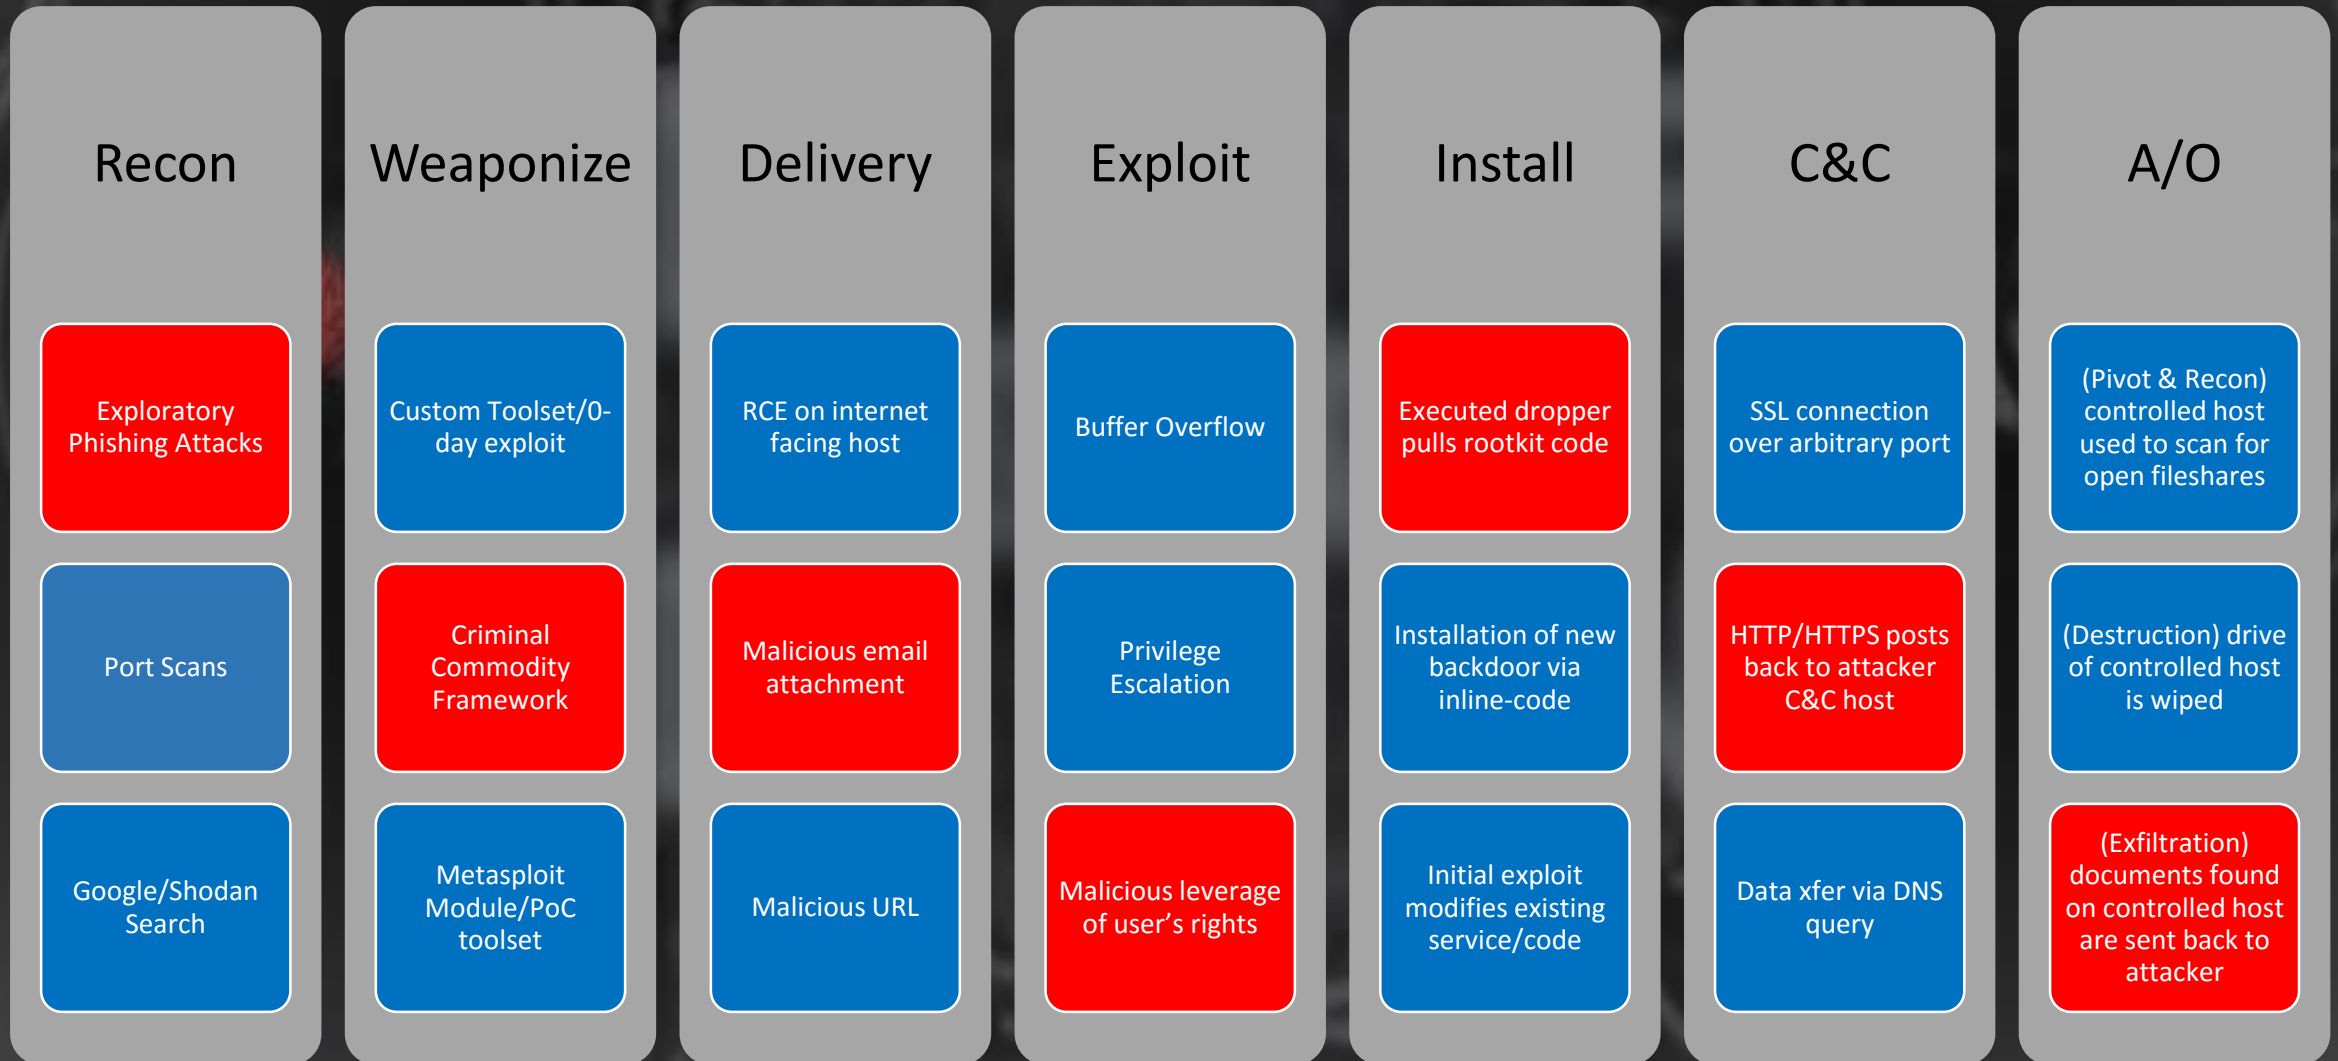 Recon
Exploratory
Phishing Attacks
Port Scans
Google/Shodan
Search
Weaponize
Custom Toolset/0-
day exploit
Criminal
Commodity
Framework
Metasploit
Module/PoC
toolset
Delivery
RCE on internet
facing host
Malicious email
attachment
Malicious URL
Exploit
Buffer Overflow
Privilege
Escalation
Malicious leverage
of user’s rights
Install
Executed dropper
pulls rootkit code
Installation of new
backdoor via
inline-code
Initial exploit
modifies existing
service/code
C&C
SSL connection
over arbitrary port
HTTP/HTTPS posts
back to attacker
C&C host
Data xfer via DNS
query
A/O
(Pivot & Recon)
controlled host
used to scan for
open fileshares
(Destruction) drive
of controlled host
is wiped
(Exfiltration)
documents found
on controlled host
are sent back to
attacker